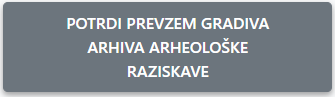 POTRDI PREVZEM GRADIVA
ARHIVA ARHEOLOŠKE
RAZISKAVE